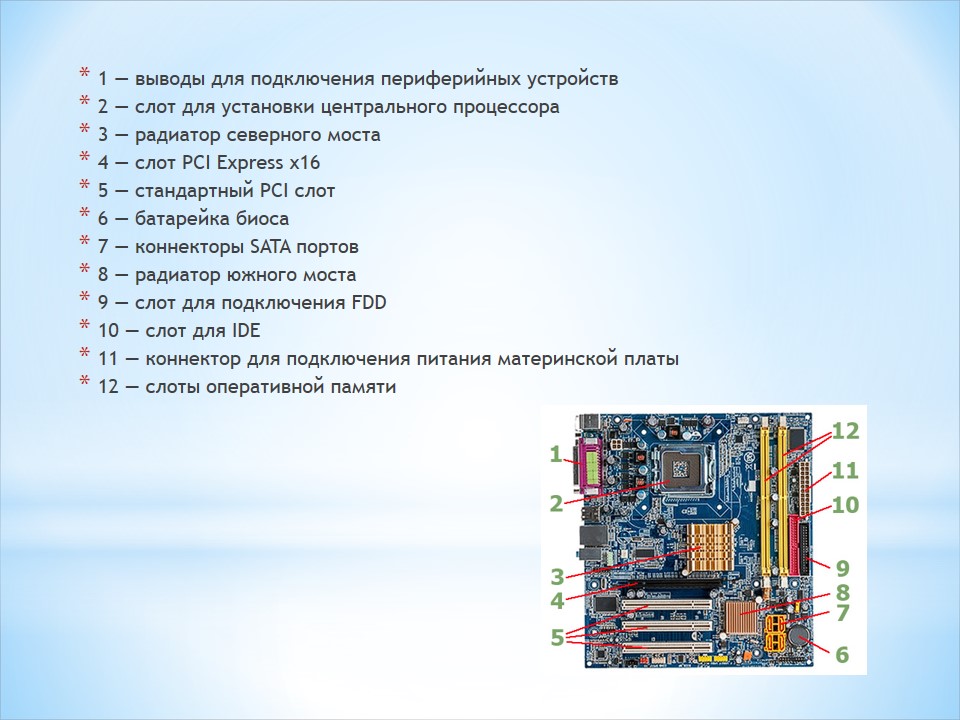 * 1 — выводы для подключения периферийных устройств
* 2 — слот для установки центрального процессора
* 3 — радиатор северного моста
* 4 — слот PCI Express x16
* 5 — стандартный PCI слот
* 6 — батарейка биоса
* 7 — коннекторы SATA портов
* 8 — радиатор южного моста
* 9 — слот для подключения FDD
* 10 — слот для IDE
* 11 — коннектор для подключения питания материнской платы
* 12 — слоты оперативной памяти
12
1
11
2
10
9
3
8
4
7
5
6